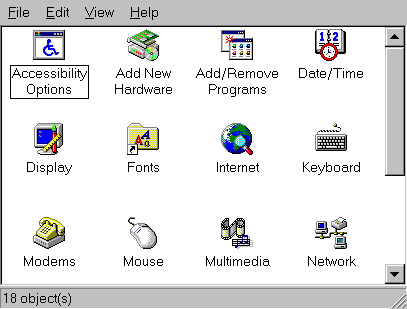 File Edit View Help
Accessibility Options
Add New Hardware
Add/Remove Programs
Date/Time
Display
Fonts
Internet
Keyboard
Modems
Mouse
Multimedia
Network
18 object(s)